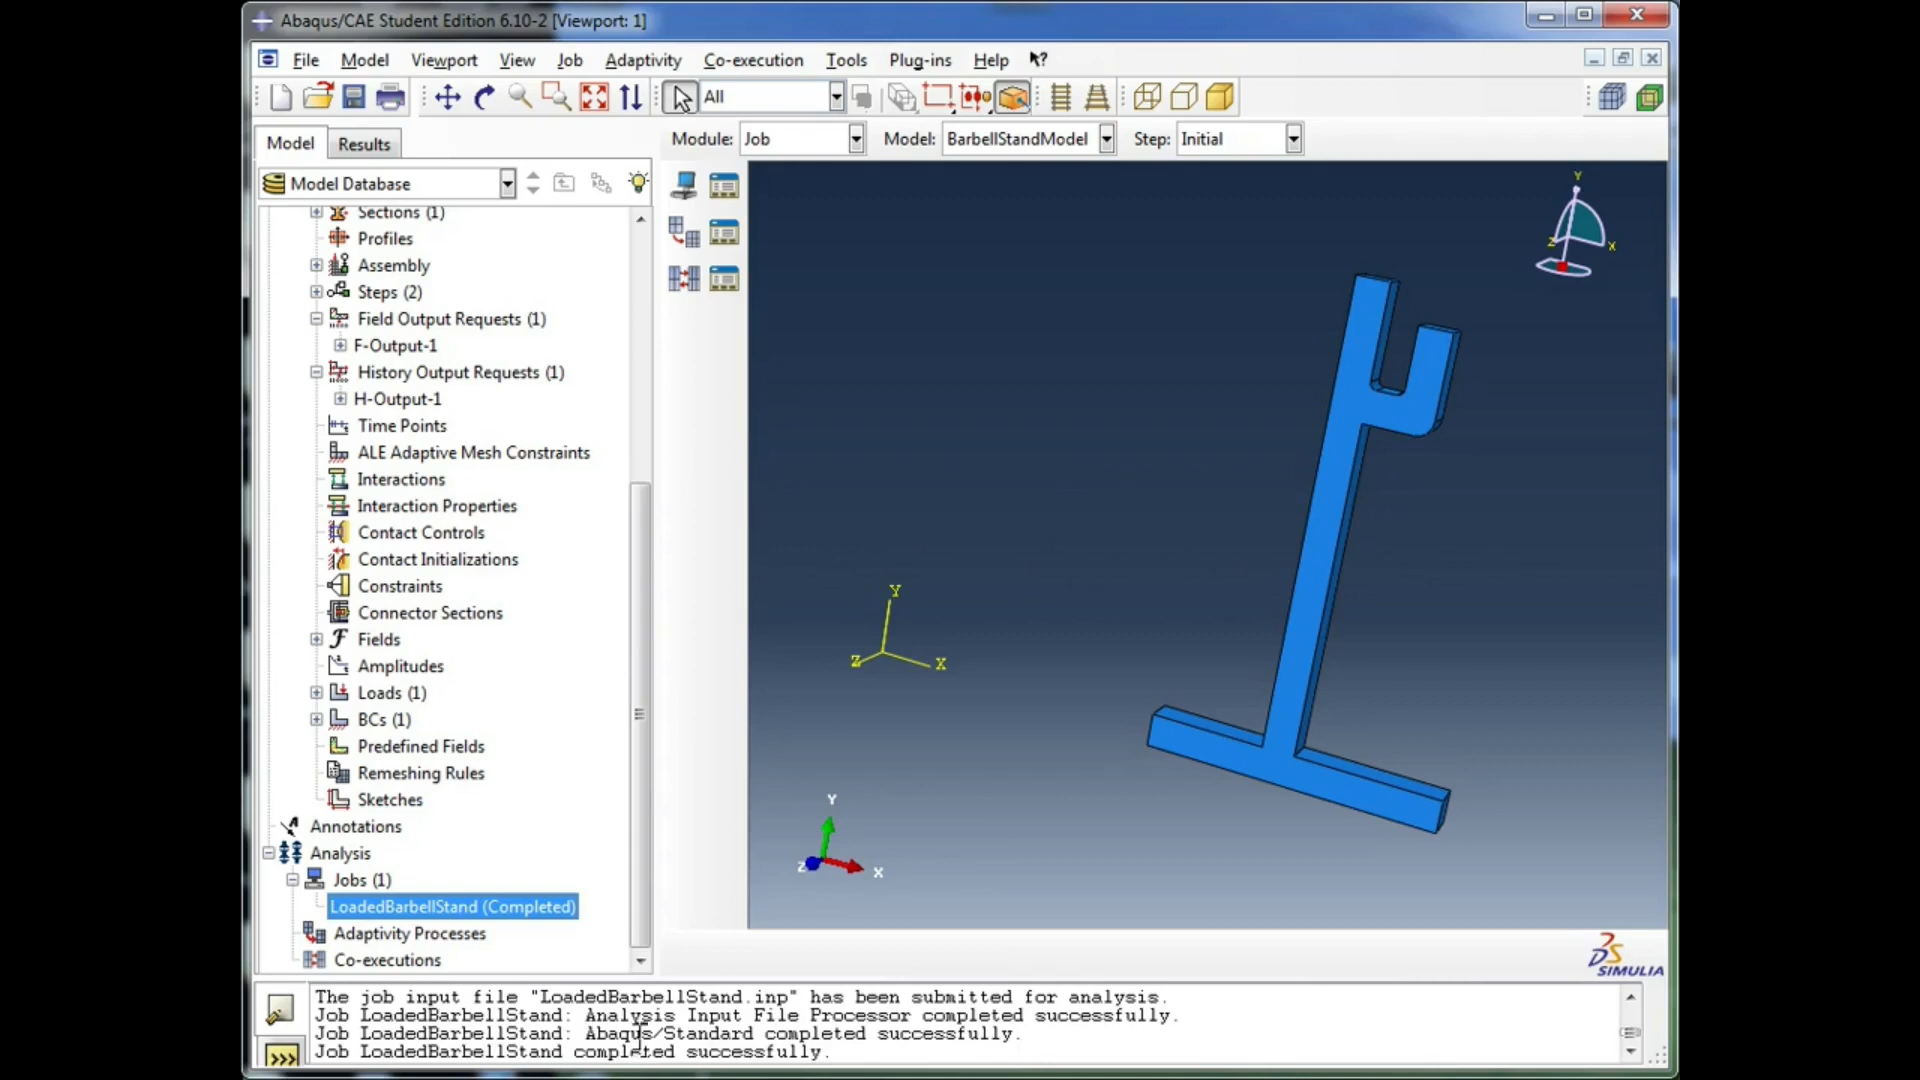 Abaqus/CAE Student Edition 6.10-2 [Viewport: 1]
File Model Viewport View Job Adaptivity Co-execution Tools Plug-ins Help
All
Model Results
Module: Job Model: BarbellStandModel Step: Initial
Model Database
Sections (1)
Profiles
Assembly
Steps (2)
Field Output Requests (1)
F-Output-1
History Output Requests (1)
H-Output-1
Time Points
ALE Adaptive Mesh Constraints
Interactions
Interaction Properties
Contact Controls
Contact Initializations
Constraints
Connector Sections
Fields
Amplitudes
Loads (1)
BCs (1)
Predefined Fields
Remeshing Rules
Sketches
Annotations
Analysis
Jobs (1)
LoadedBarbellStand (Completed)
Adaptivity Processes
Co-executions
Y
Z X
Y
Z X
Y
Z X
SIMULIA
The job input file "LoadedBarbellStand.inp" has been submitted for analysis.
Job LoadedBarbellStand: Analysis Input File Processor completed successfully.
Job LoadedBarbellStand: Abaqus/Standard completed successfully.
Job LoadedBarbellStand completed successfully.
>>>